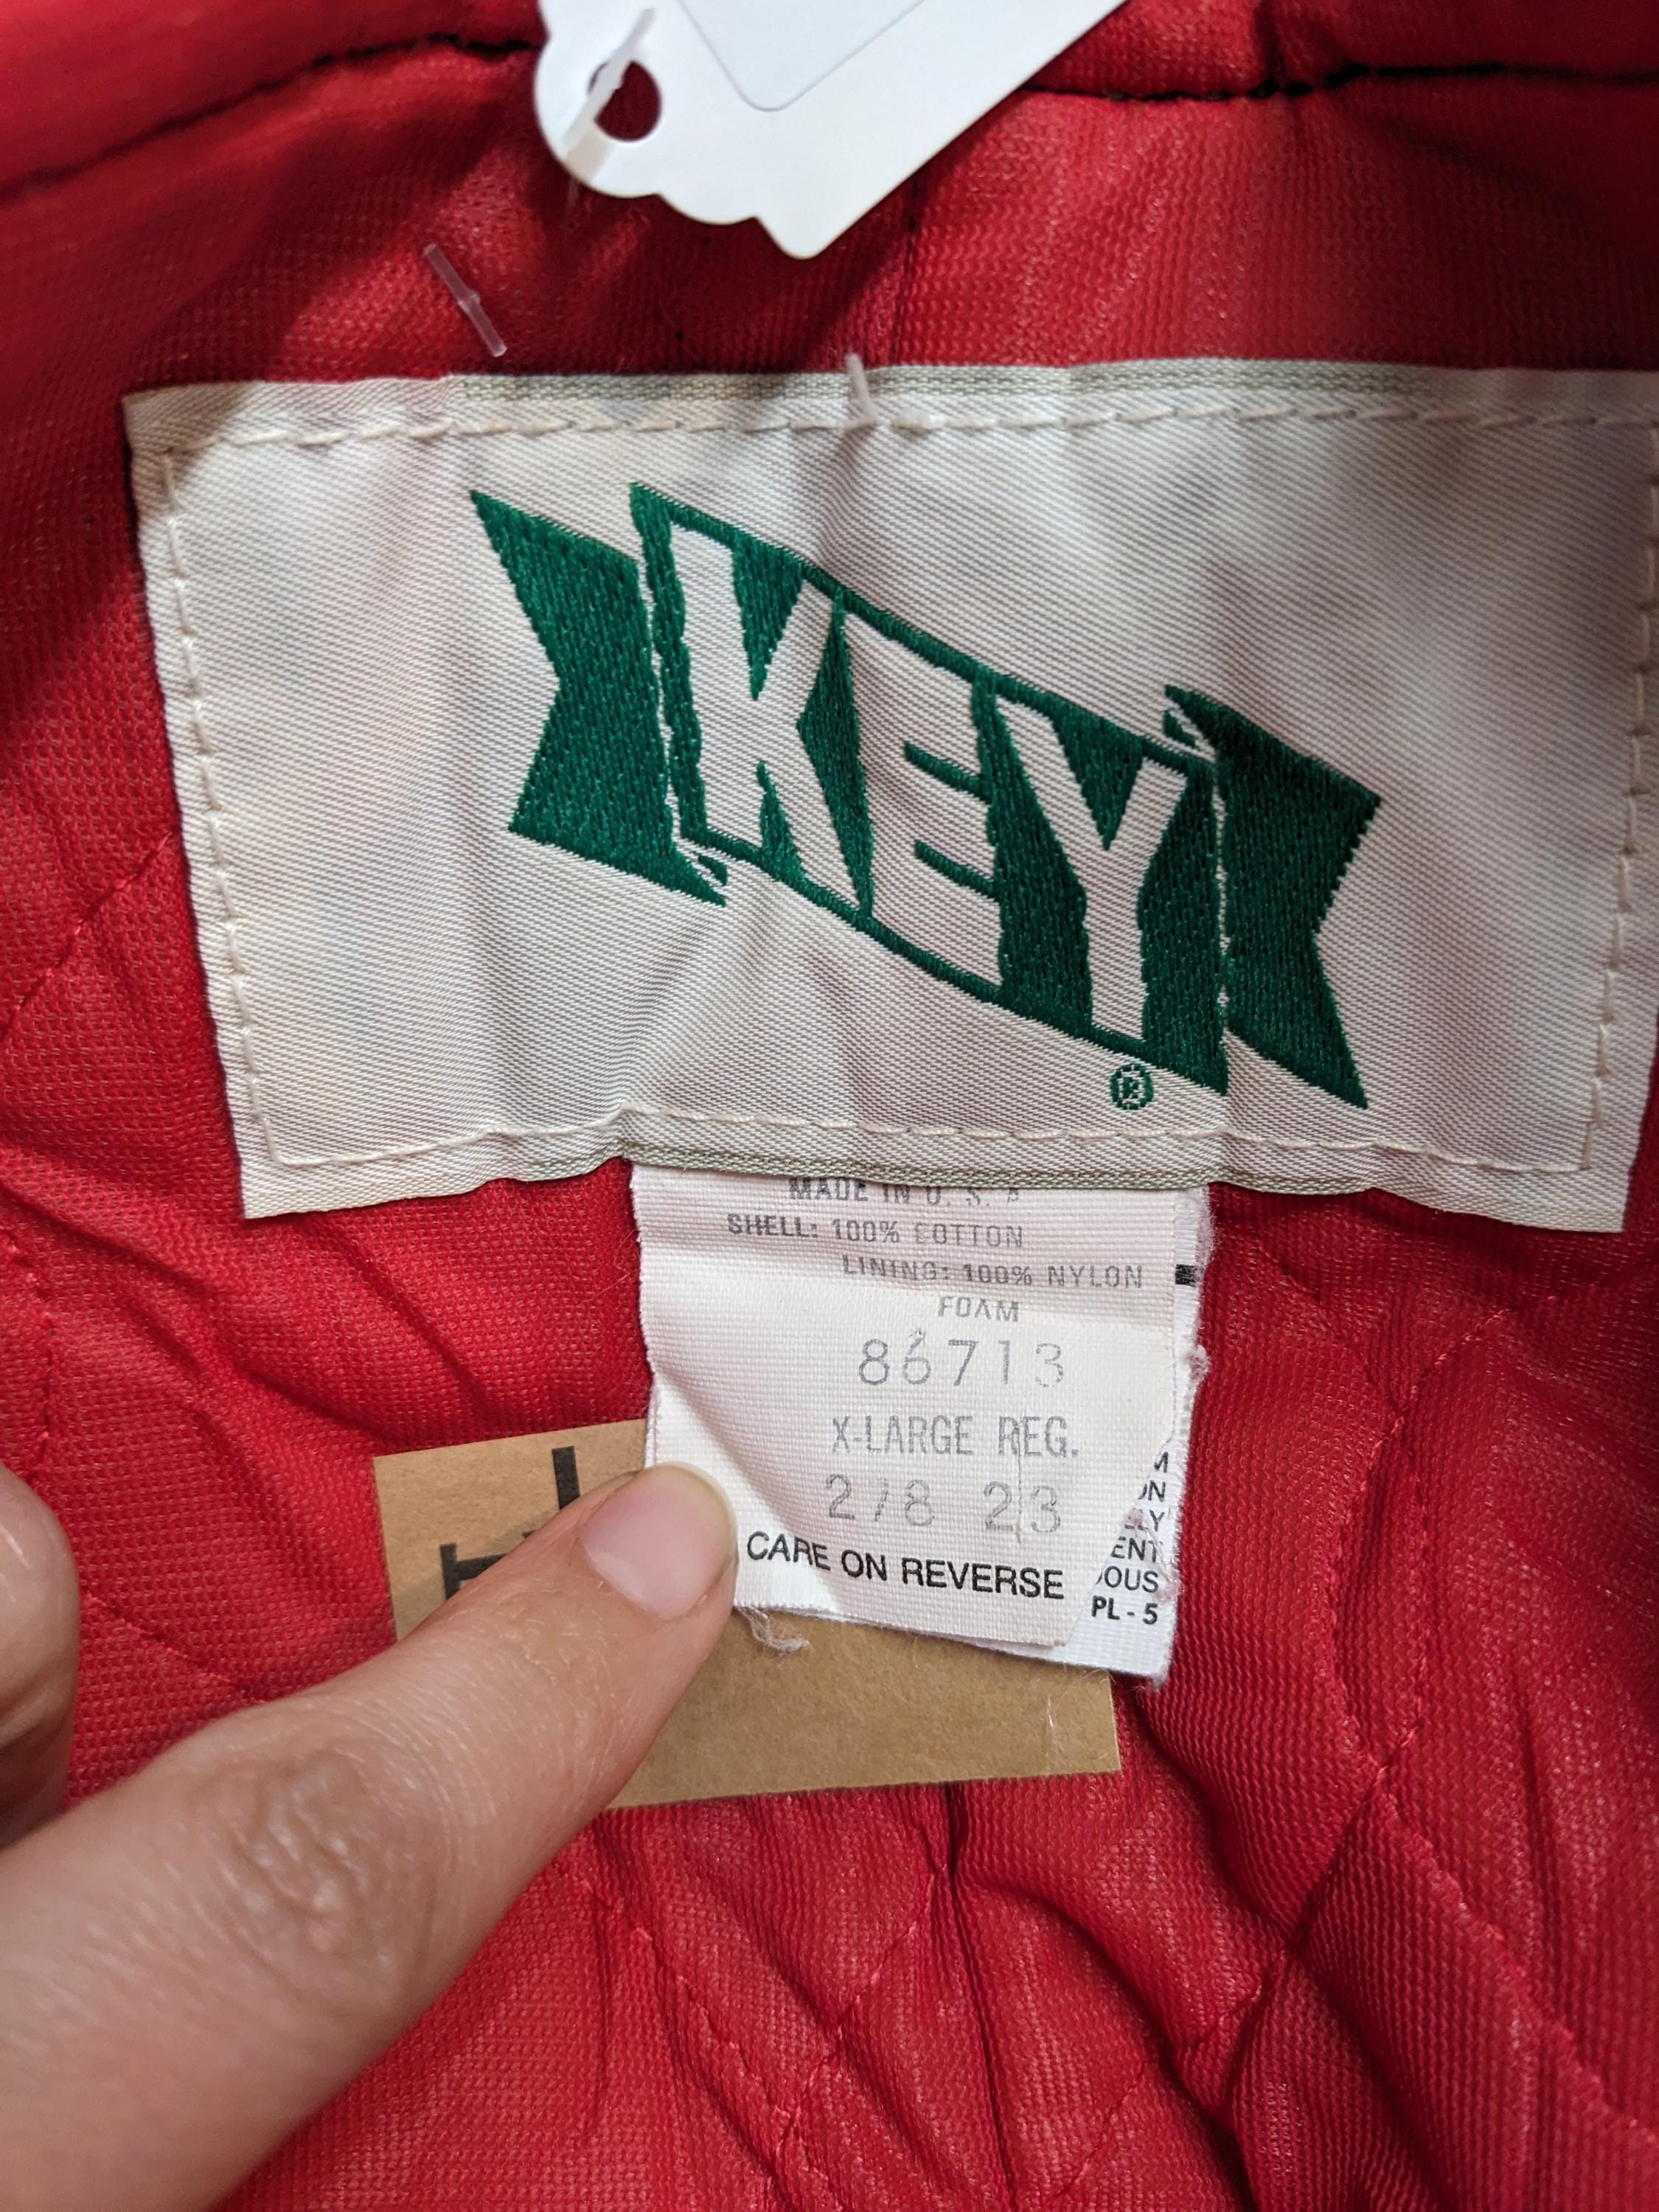 KEY
®
MADE IN U. S. A
SHELL: 100% COTTON
LINING: 100% NYLON
FOAM
86713
X-LARGE REG.
2/8 23
CARE ON REVERSE
PL - 5